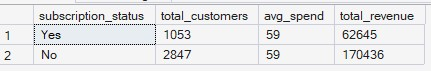 subscription_status total_customers avg_spend total_revenue
1 Yes 1053 59 62645
2 No 2847 59 170436